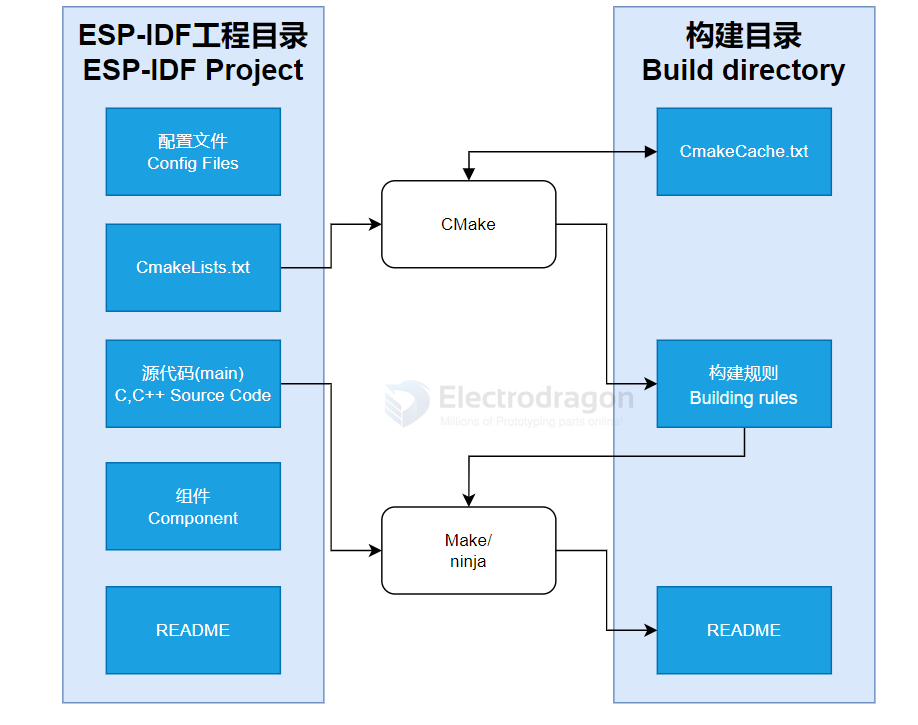 ESP-IDF工程目录
ESP-IDF Project
配置文件
Config Files
CmakeLists.txt
源代码(main)
C,C++ Source Code
组件
Component
README
CMake
Make/
ninja
Electrodragon
Millions of Prototyping parts online!
构建目录
Build directory
CmakeCache.txt
构建规则
Building rules
README